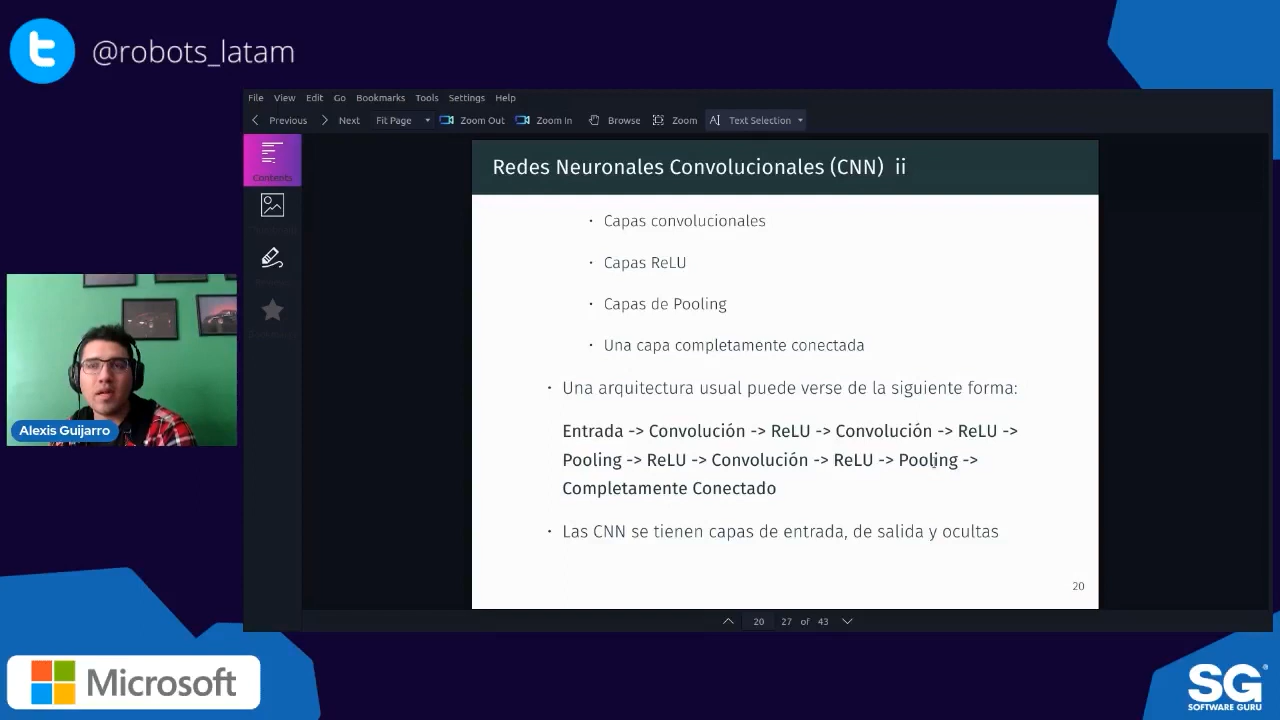 @robots_latam
File View Edit Go Bookmarks Tools Settings Help
Previous Next Fit Page Zoom Out Zoom In Browse Zoom Text Selection
Contents
Redes Neuronales Convolucionales (CNN) ii
· Capas convolucionales
· Capas ReLU
· Capas de Pooling
· Una capa completamente conectada
· Una arquitectura usual puede verse de la siguiente forma:
Entrada -> Convolución -> ReLU -> Convolución -> ReLU ->
Pooling -> ReLU -> Convolución -> ReLU -> Pooling ->
Completamente Conectado
· Las CNN se tienen capas de entrada, de salida y ocultas
20
Alexis Guijarro
20 27 of 43
Microsoft
SG
SOFTWARE GURU